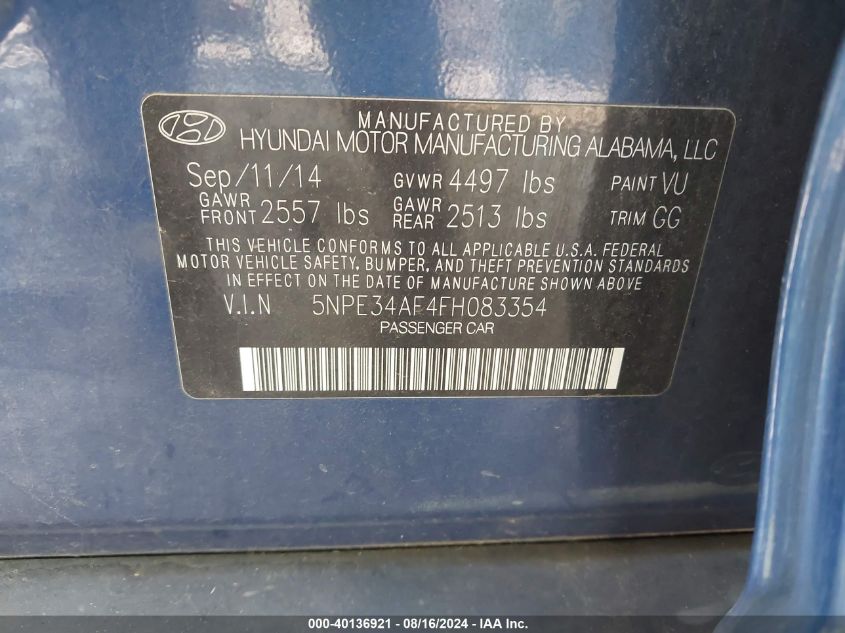 MANUFACTURED BY
HYUNDAI MOTOR MANUFACTURING ALABAMA, LLC
Sep/11/14 GVWR 4497 lbs PAINT VU
GAWR FRONT 2557 lbs GAWR REAR 2513 lbs TRIM GG
THIS VEHICLE CONFORMS TO ALL APPLICABLE U.S.A. FEDERAL
MOTOR VEHICLE SAFETY, BUMPER, AND THEFT PREVENTION STANDARDS
IN EFFECT ON THE DATE OF MANUFACTURE SHOWN ABOVE
V.I.N 5NPE34AF4FH083354
PASSENGER CAR
000-40136921 - 08/16/2024 - IAA Inc.